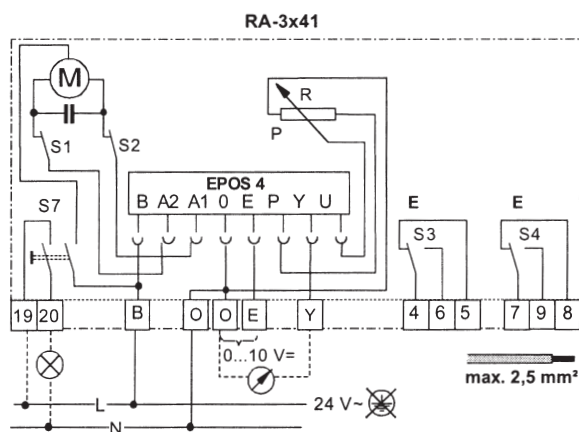 RA-3x41
M
R
P
S1
S2
EPOS 4
B A2 A1 0 E P Y U
E
E
S7
S3
S4
19 20 B O O E Y 4 6 5 7 9 8
0...10 V=
max. 2,5 mm²
L
24 V~
N